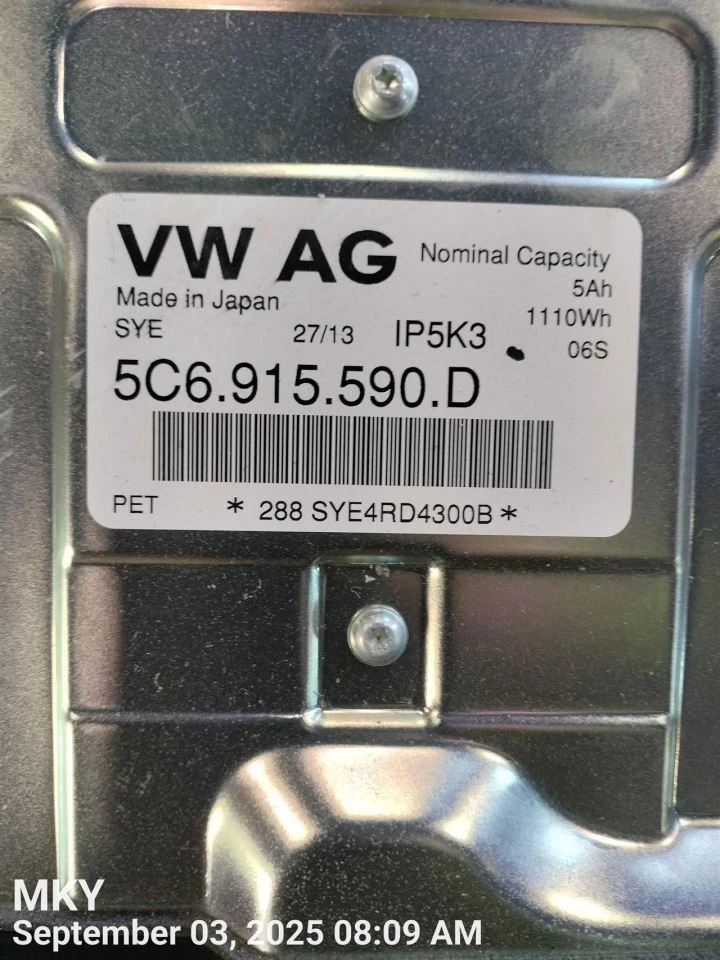 VW AG
Nominal Capacity
5Ah
1110Wh
06S
Made in Japan
SYE 27/13 IP5K3
5C6.915.590.D
PET * 288 SYE4RD4300B *
MKY
September 03, 2025 08:09 AM